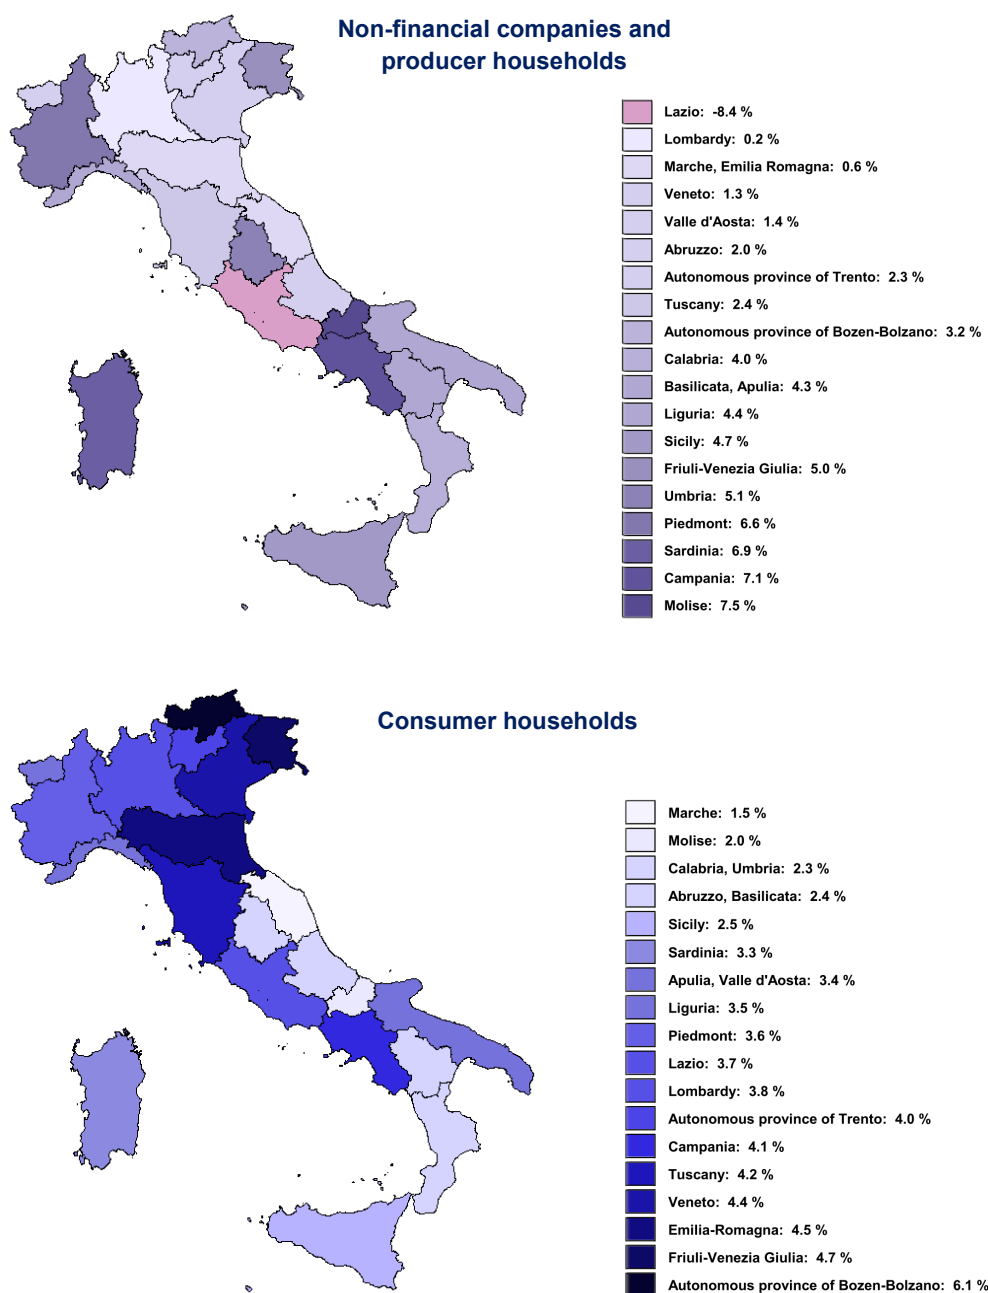 Non-financial companies and
producer households
Lazio: -8.4 %
Lombardy: 0.2 %
Marche, Emilia Romagna: 0.6 %
Veneto: 1.3 %
Valle d'Aosta: 1.4 %
Abruzzo: 2.0 %
Autonomous province of Trento: 2.3 %
Tuscany: 2.4 %
Autonomous province of Bozen-Bolzano: 3.2 %
Calabria: 4.0 %
Basilicata, Apulia: 4.3 %
Liguria: 4.4 %
Sicily: 4.7 %
Friuli-Venezia Giulia: 5.0 %
Umbria: 5.1 %
Piedmont: 6.6 %
Sardinia: 6.9 %
Campania: 7.1 %
Molise: 7.5 %
Consumer households
Marche: 1.5 %
Molise: 2.0 %
Calabria, Umbria: 2.3 %
Abruzzo, Basilicata: 2.4 %
Sicily: 2.5 %
Sardinia: 3.3 %
Apulia, Valle d'Aosta: 3.4 %
Liguria: 3.5 %
Piedmont: 3.6 %
Lazio: 3.7 %
Lombardy: 3.8 %
Autonomous province of Trento: 4.0 %
Campania: 4.1 %
Tuscany: 4.2 %
Veneto: 4.4 %
Emilia-Romagna: 4.5 %
Friuli-Venezia Giulia: 4.7 %
Autonomous province of Bozen-Bolzano: 6.1 %